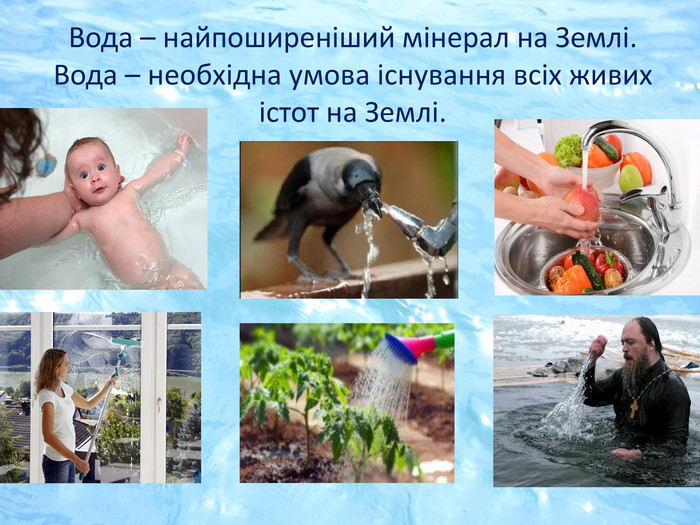 Вода – найпоширеніший мінерал на Землі.
Вода – необхідна умова існування всіх живих
істот на Землі.